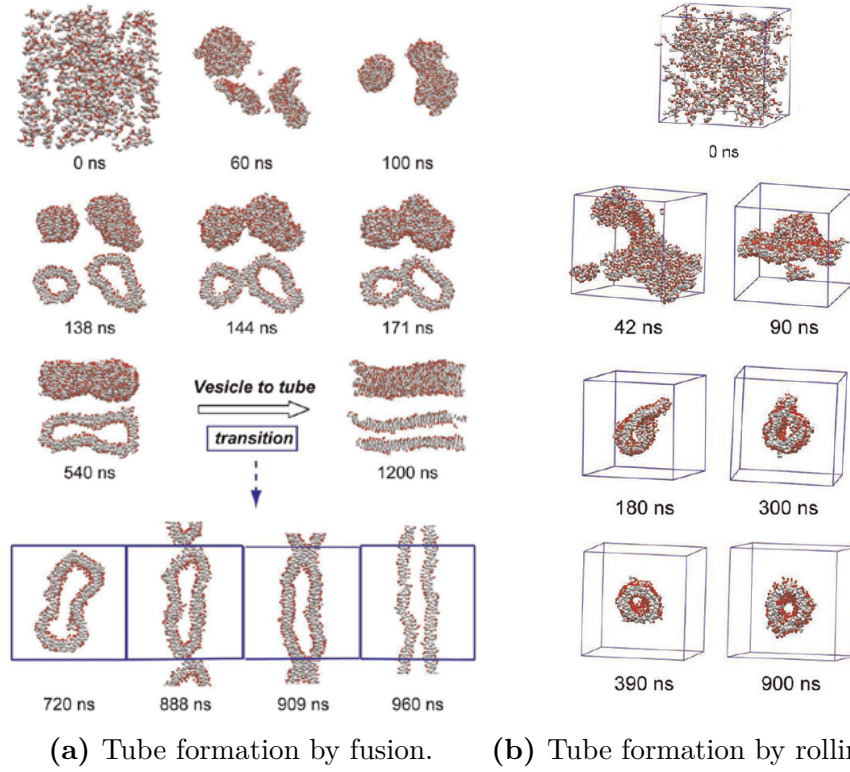 0 ns
60 ns
100 ns
138 ns
144 ns
171 ns
Vesicle to tube
transition
540 ns
1200 ns
720 ns
888 ns
909 ns
960 ns
(a) Tube formation by fusion.
0 ns
42 ns
90 ns
180 ns
300 ns
390 ns
900 ns
(b) Tube formation by rollin